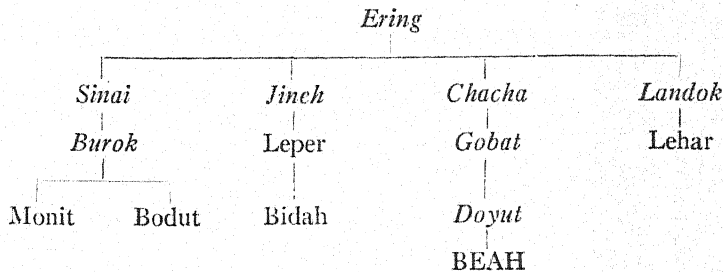 Ering
Sinai Jineh Chacha Landok
Burok Leper Gobat Lehar
Monit Bodut Bidah Doyut
BEAH